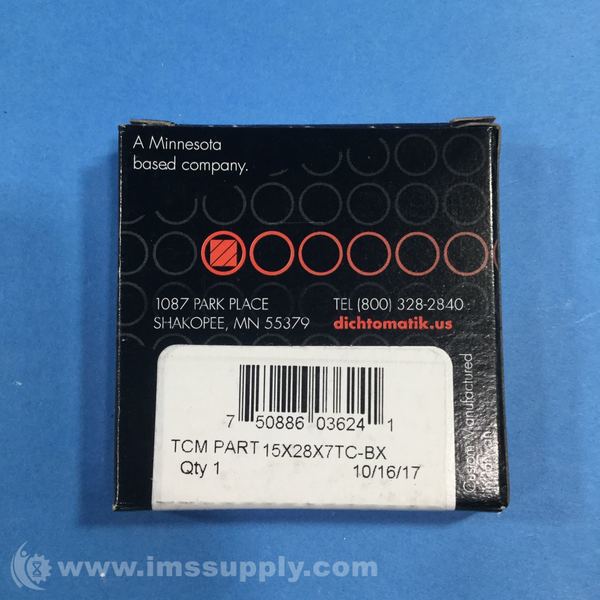 A Minnesota
based company.
1087 PARK PLACE
SHAKOPEE, MN 55379
TEL (800) 328-2840
dichtomatik.us
Manufactured
7 50886 03624 1
TCM PART 15X28X7TC-BX
Qty 1 10/16/17
www.imssupply.com